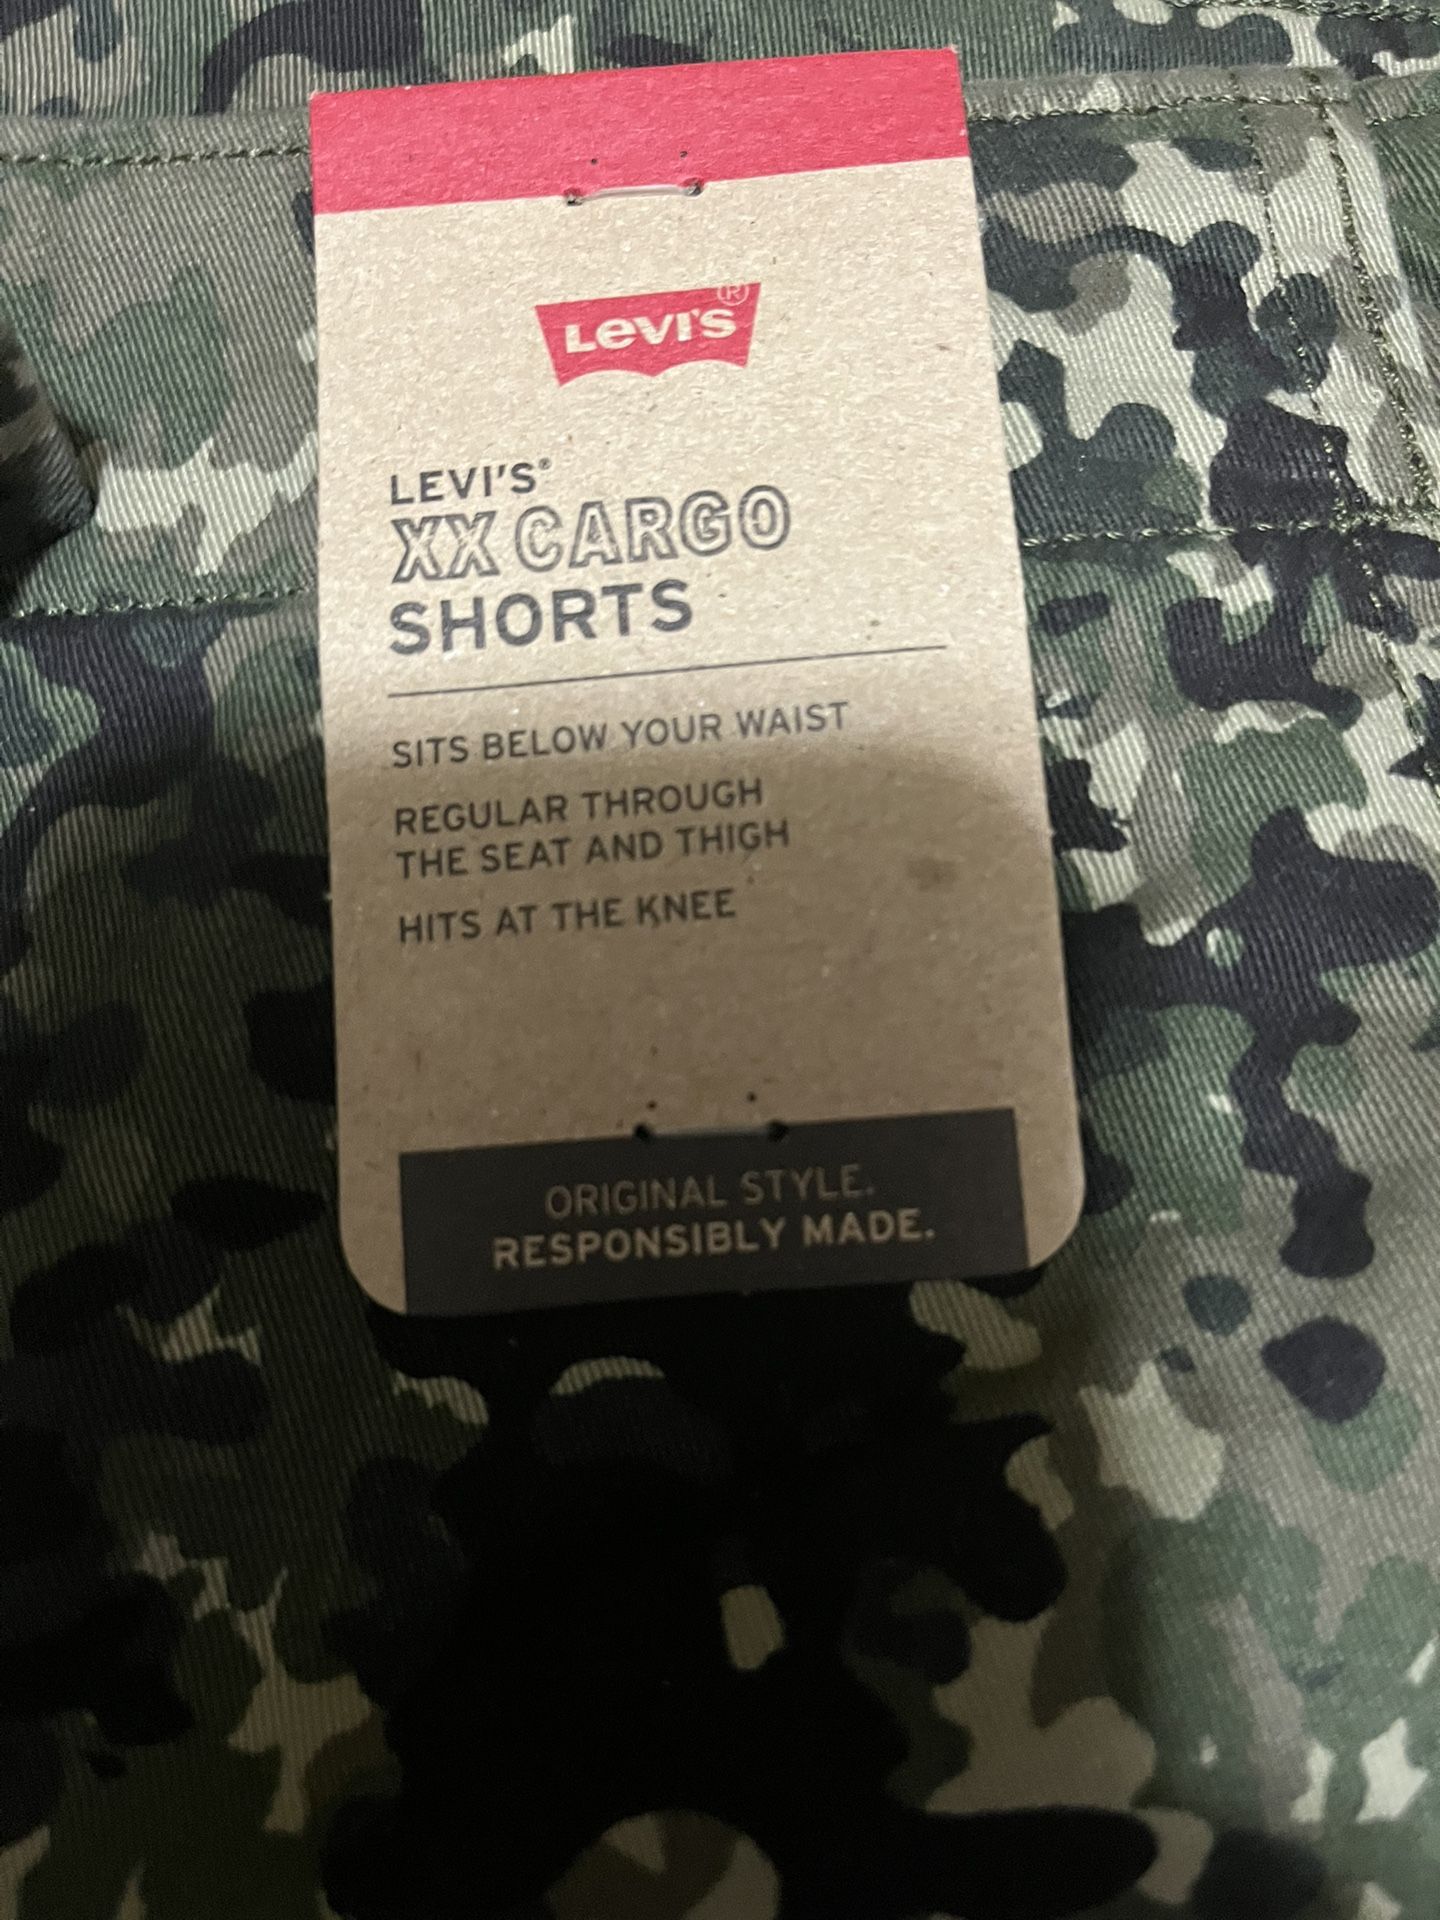 LEVI'S®
LEVI'S®
XX CARGO
SHORTS
SITS BELOW YOUR WAIST
REGULAR THROUGH
THE SEAT AND THIGH
HITS AT THE KNEE
ORIGINAL STYLE.
RESPONSIBLY MADE.